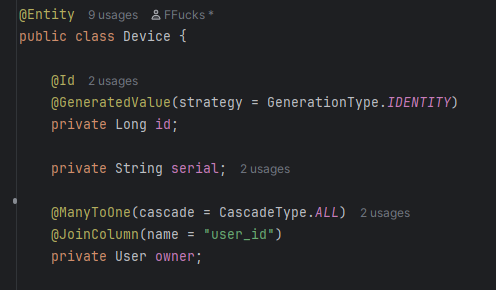 @Entity 9 usages FFucks *
public class Device {
@Id 2 usages
@GeneratedValue(strategy = GenerationType.IDENTITY)
private Long id;
private String serial; 2 usages
@ManyToOne(cascade = CascadeType.ALL) 2 usages
@JoinColumn(name = "user_id")
private User owner;